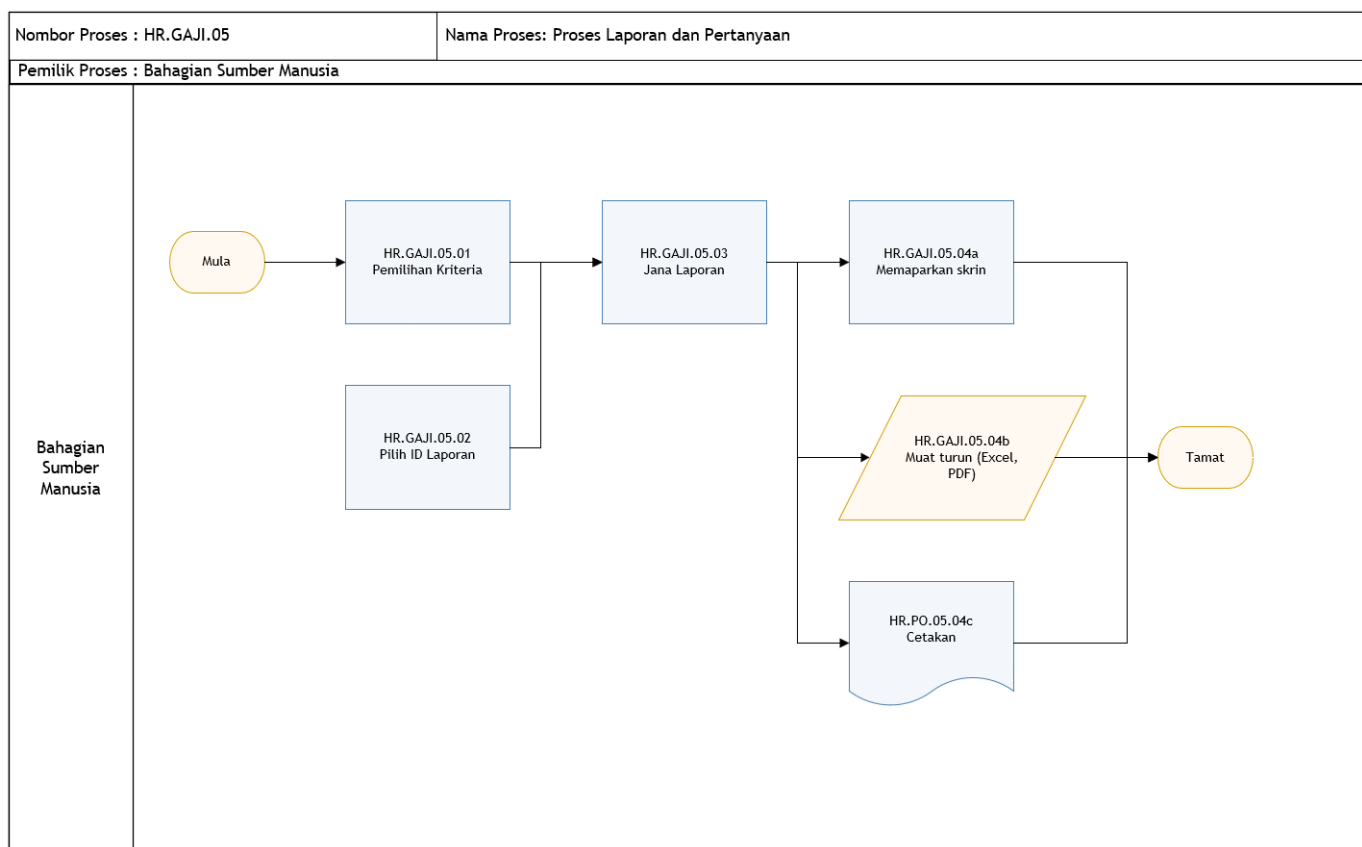 Nombor Proses : HR.GAJI.05
Nama Proses: Proses Laporan dan Pertanyaan
Pemilik Proses : Bahagian Sumber Manusia
Bahagian
Sumber
Manusia
Mula
HR.GAJI.05.01
Pemilihan Kriteria
HR.GAJI.05.02
Pilih ID Laporan
HR.GAJI.05.03
Jana Laporan
HR.GAJI.05.04a
Memaparkan skrin
HR.GAJI.05.04b
Muat turun (Excel,
PDF)
HR.PO.05.04c
Cetakan
Tamat